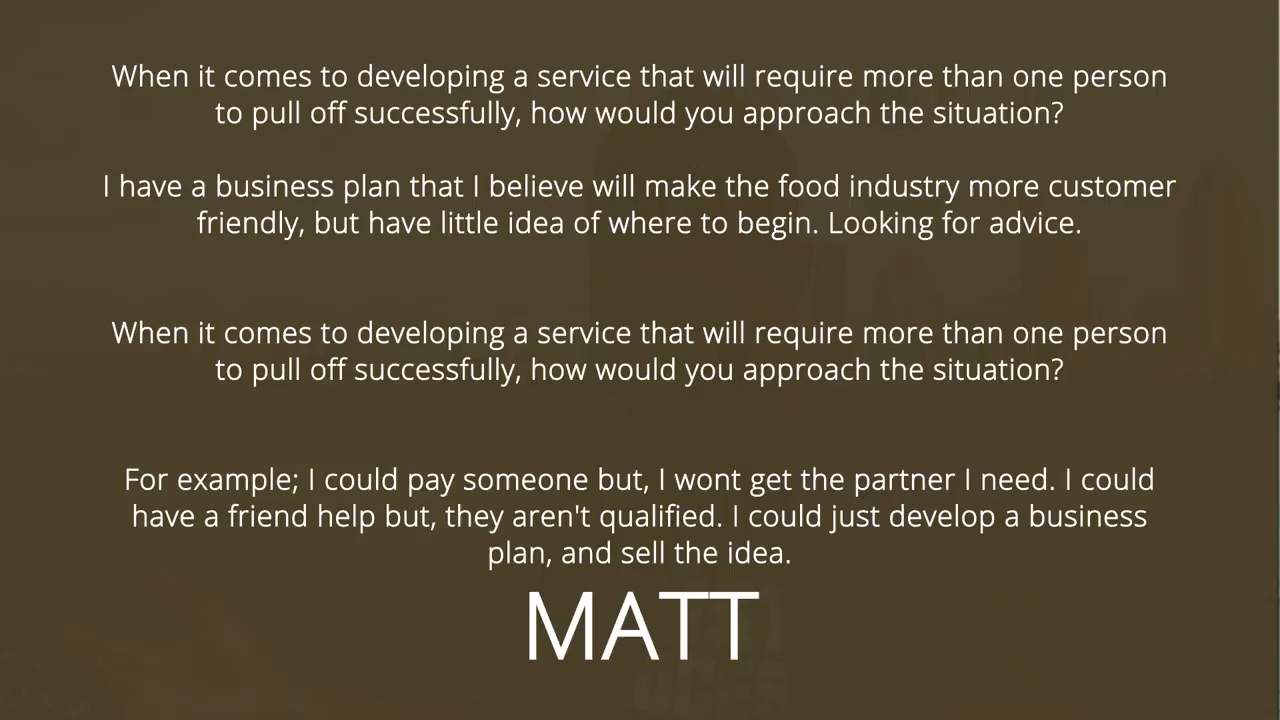 When it comes to developing a service that will require more than one person
to pull off successfully, how would you approach the situation?
I have a business plan that I believe will make the food industry more customer
friendly, but have little idea of where to begin. Looking for advice.
When it comes to developing a service that will require more than one person
to pull off successfully, how would you approach the situation?
For example; I could pay someone but, I wont get the partner I need. I could
have a friend help but, they aren't qualified. I could just develop a business
plan, and sell the idea.
MATT